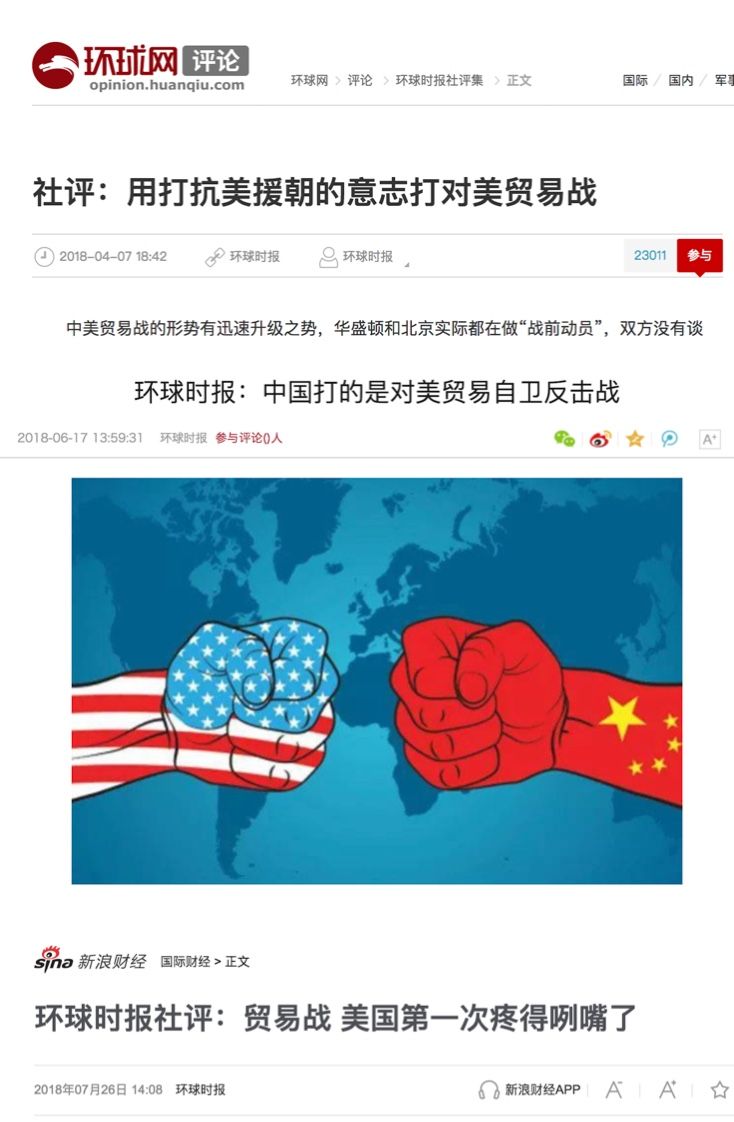 环球网 评论
opinion.huanqiu.com
环球网 > 评论 > 环球时报社评集 > 正文
国际 / 国内 / 军事
社评：用打抗美援朝的意志打对美贸易战
2018-04-07 18:42 环球时报 环球时报 23011 参与
中美贸易战的形势有迅速升级之势，华盛顿和北京实际都在做“战前动员”，双方没有谈
环球时报：中国打的是对美贸易自卫反击战
2018-06-17 13:59:31 环球时报 参与评论()人 A+
sina 新浪财经 国际财经 > 正文
环球时报社评：贸易战 美国第一次疼得咧嘴了
2018年07月26日 14:08 环球时报 新浪财经APP A- A+